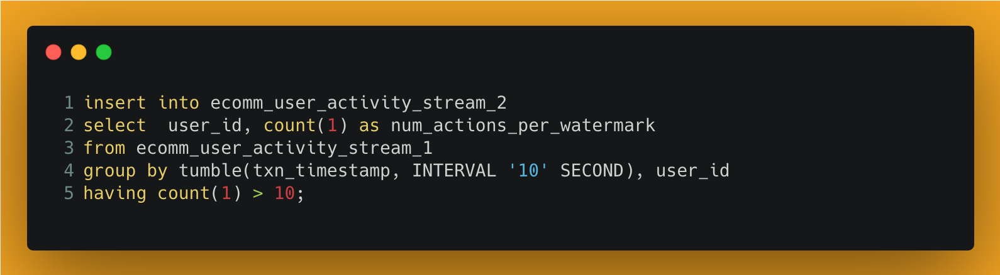 1 insert into ecomm_user_activity_stream_2
2 select  user_id, count(1) as num_actions_per_watermark
3 from ecomm_user_activity_stream_1
4 group by tumble(txn_timestamp, INTERVAL '10' SECOND), user_id
5 having count(1) > 10;